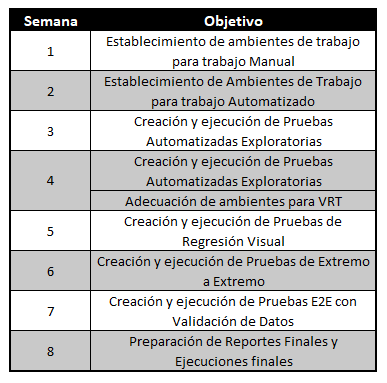 Semana Objetivo
1 Establecimiento de ambientes de trabajo
para trabajo Manual
2 Establecimiento de Ambientes de Trabajo
para trabajo Automatizado
3 Creación y ejecución de Pruebas
Automatizadas Exploratorias
4 Creación y ejecución de Pruebas
Automatizadas Exploratorias
Adecuación de ambientes para VRT
5 Creación y ejecución de Pruebas de
Regresión Visual
6 Creación y ejecución de Pruebas de Extremo
a Extremo
7 Creación y ejecución de Pruebas E2E con
Validación de Datos
8 Preparación de Reportes Finales y
Ejecuciones finales